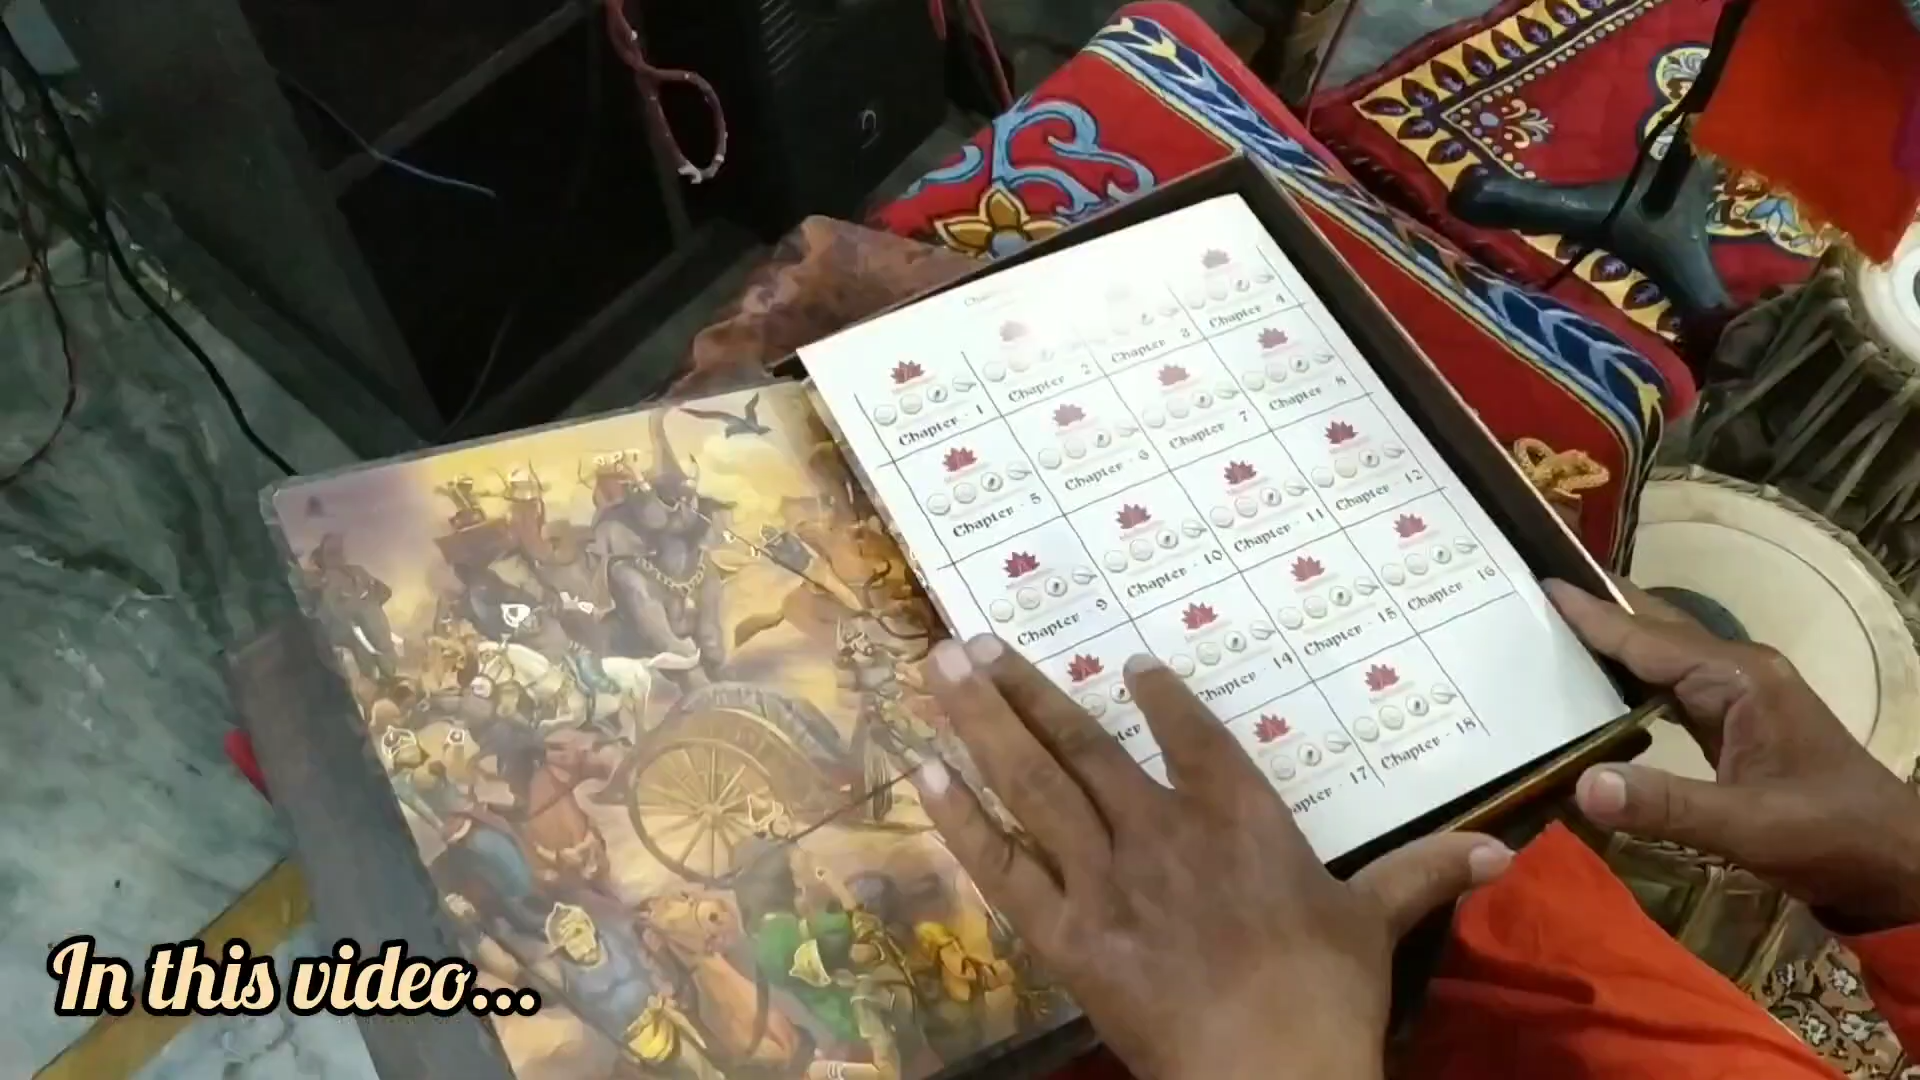 Chapter - 1
Chapter - 2
Chapter - 3
Chapter - 4
Chapter - 5
Chapter - 6
Chapter - 7
Chapter - 8
Chapter - 9
Chapter - 10
Chapter - 11
Chapter - 12
Chapter - 14
Chapter - 15
Chapter - 16
Chapter - 17
Chapter - 18
In this video...